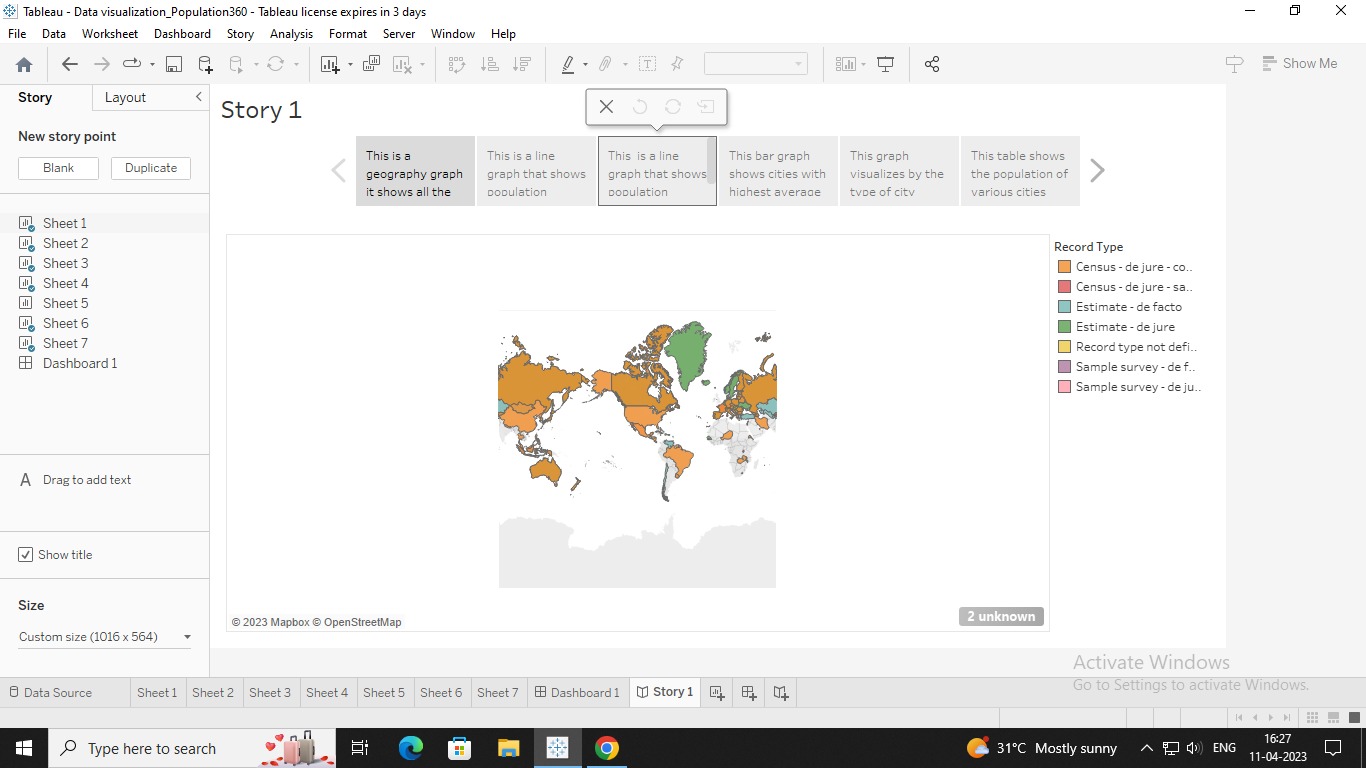 Tableau - Data visualization_Population360 - Tableau license expires in 3 days
File Data Worksheet Dashboard Story Analysis Format Server Window Help
Show Me
Story Layout
New story point
Blank Duplicate
Sheet 1
Sheet 2
Sheet 3
Sheet 4
Sheet 5
Sheet 6
Sheet 7
Dashboard 1
A Drag to add text
Show title
Size
Custom size (1016 x 564)
Story 1
This is a
geography graph
it shows all the
This is a line
graph that shows
population
This is a line
graph that shows
population
This bar graph
shows cities with
highest average
This graph
visualizes by the
type of city
This table shows
the population of
various cities
Record Type
Census - de jure - co..
Census - de jure - sa..
Estimate - de facto
Estimate - de jure
Record type not defi..
Sample survey - de f..
Sample survey - de ju..
© 2023 Mapbox © OpenStreetMap
2 unknown
Activate Windows
Go to Settings to activate Windows.
Data Source Sheet 1 Sheet 2 Sheet 3 Sheet 4 Sheet 5 Sheet 6 Sheet 7 Dashboard 1 Story 1
Type here to search
31°C Mostly sunny
ENG
16:27
11-04-2023